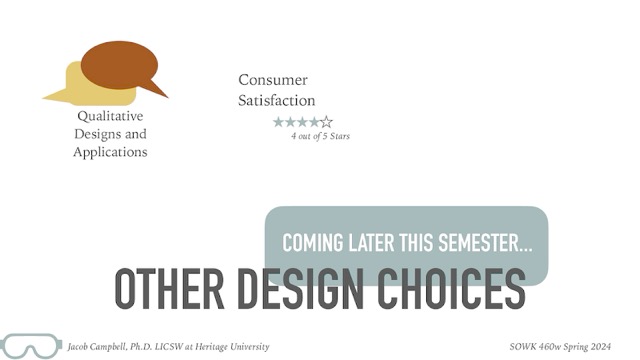 Qualitative
Designs and
Applications
Consumer
Satisfaction
4 out of 5 Stars
COMING LATER THIS SEMESTER...
OTHER DESIGN CHOICES
Jacob Campbell, Ph.D. LICSW at Heritage University
SOWK 460w Spring 2024